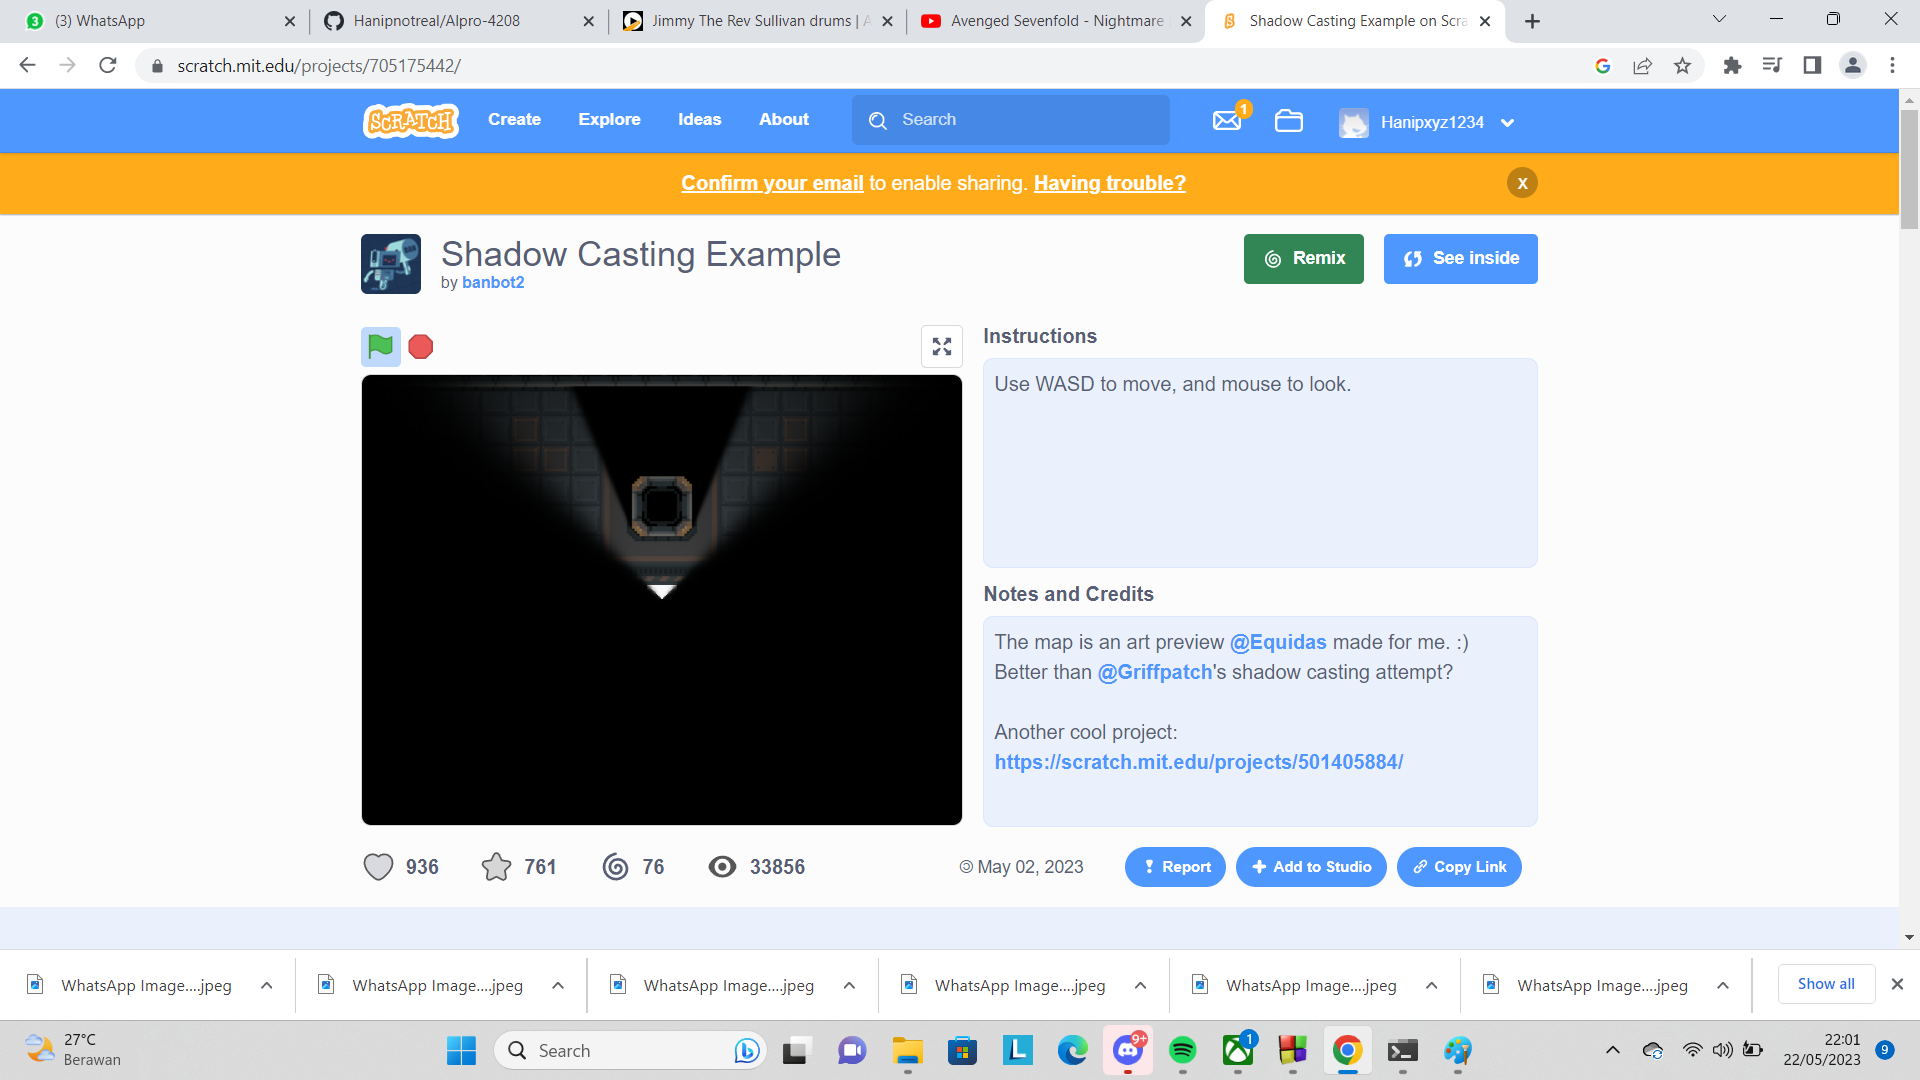 (3) WhatsApp
Hanipnotreal/Alpro-4208
Jimmy The Rev Sullivan drums | A
Avenged Sevenfold - Nightmare
Shadow Casting Example on Scra
scratch.mit.edu/projects/705175442/
SCRATCH
Create
Explore
Ideas
About
Search
1
Hanipxyz1234
Confirm your email to enable sharing. Having trouble?
X
Shadow Casting Example
by banbot2
Remix
See inside
Instructions
Use WASD to move, and mouse to look.
Notes and Credits
The map is an art preview @Equidas made for me. :)
Better than @Griffpatch's shadow casting attempt?
Another cool project:
https://scratch.mit.edu/projects/501405884/
936
761
76
33856
May 02, 2023
Report
Add to Studio
Copy Link
WhatsApp Image....jpeg
WhatsApp Image....jpeg
WhatsApp Image....jpeg
WhatsApp Image....jpeg
WhatsApp Image....jpeg
WhatsApp Image....jpeg
Show all
27°C
Berawan
Search
9+
1
22:01
22/05/2023
9